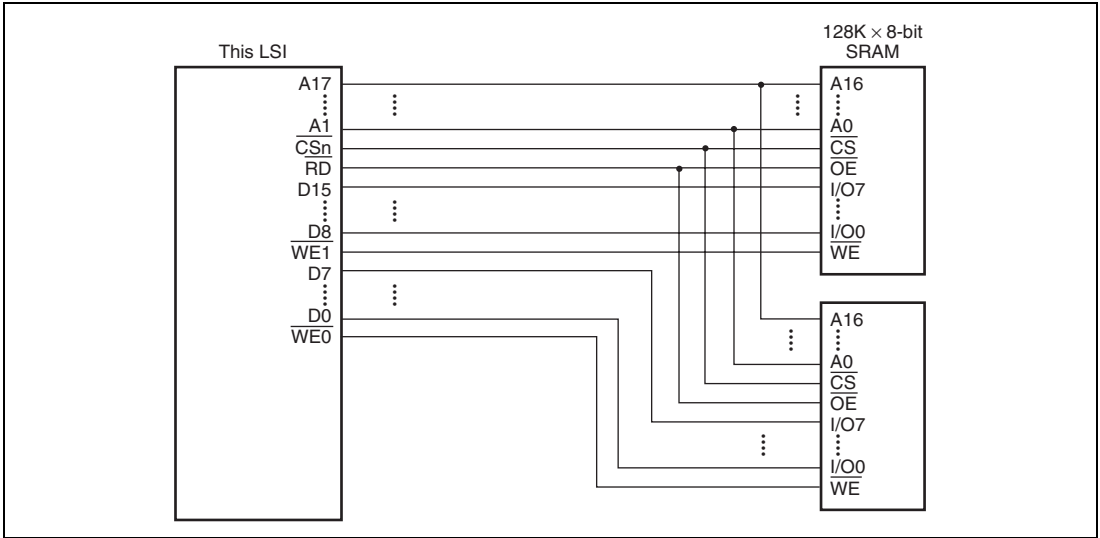 128K × 8-bit
SRAM
This LSI
A17
A1
CSn
RD
D15
D8
WE1
D7
D0
WE0
A16
A0
CS
OE
I/O7
I/O0
WE
A16
A0
CS
OE
I/O7
I/O0
WE